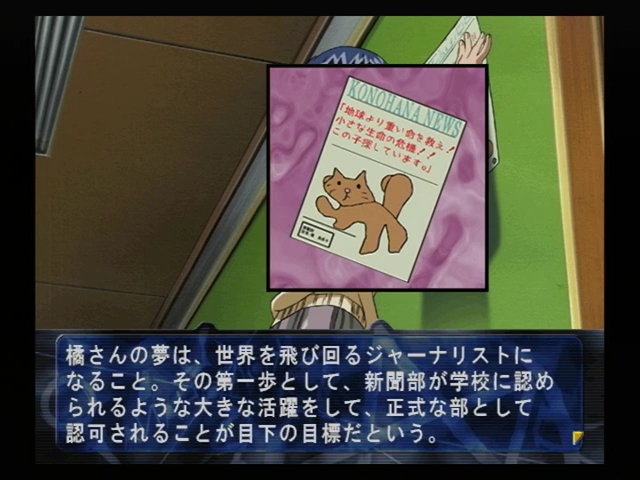 KONOHANA NEWS
「地球より重い命を救え!
小さな生命の危機!!
この子探しています。」
橘さんの夢は、世界を飛び回るジャーナリストに
なること。その第一歩として、新聞部が学校に認め
られるような大きな活躍をして、正式な部として
認可されることが目下の目標だという。